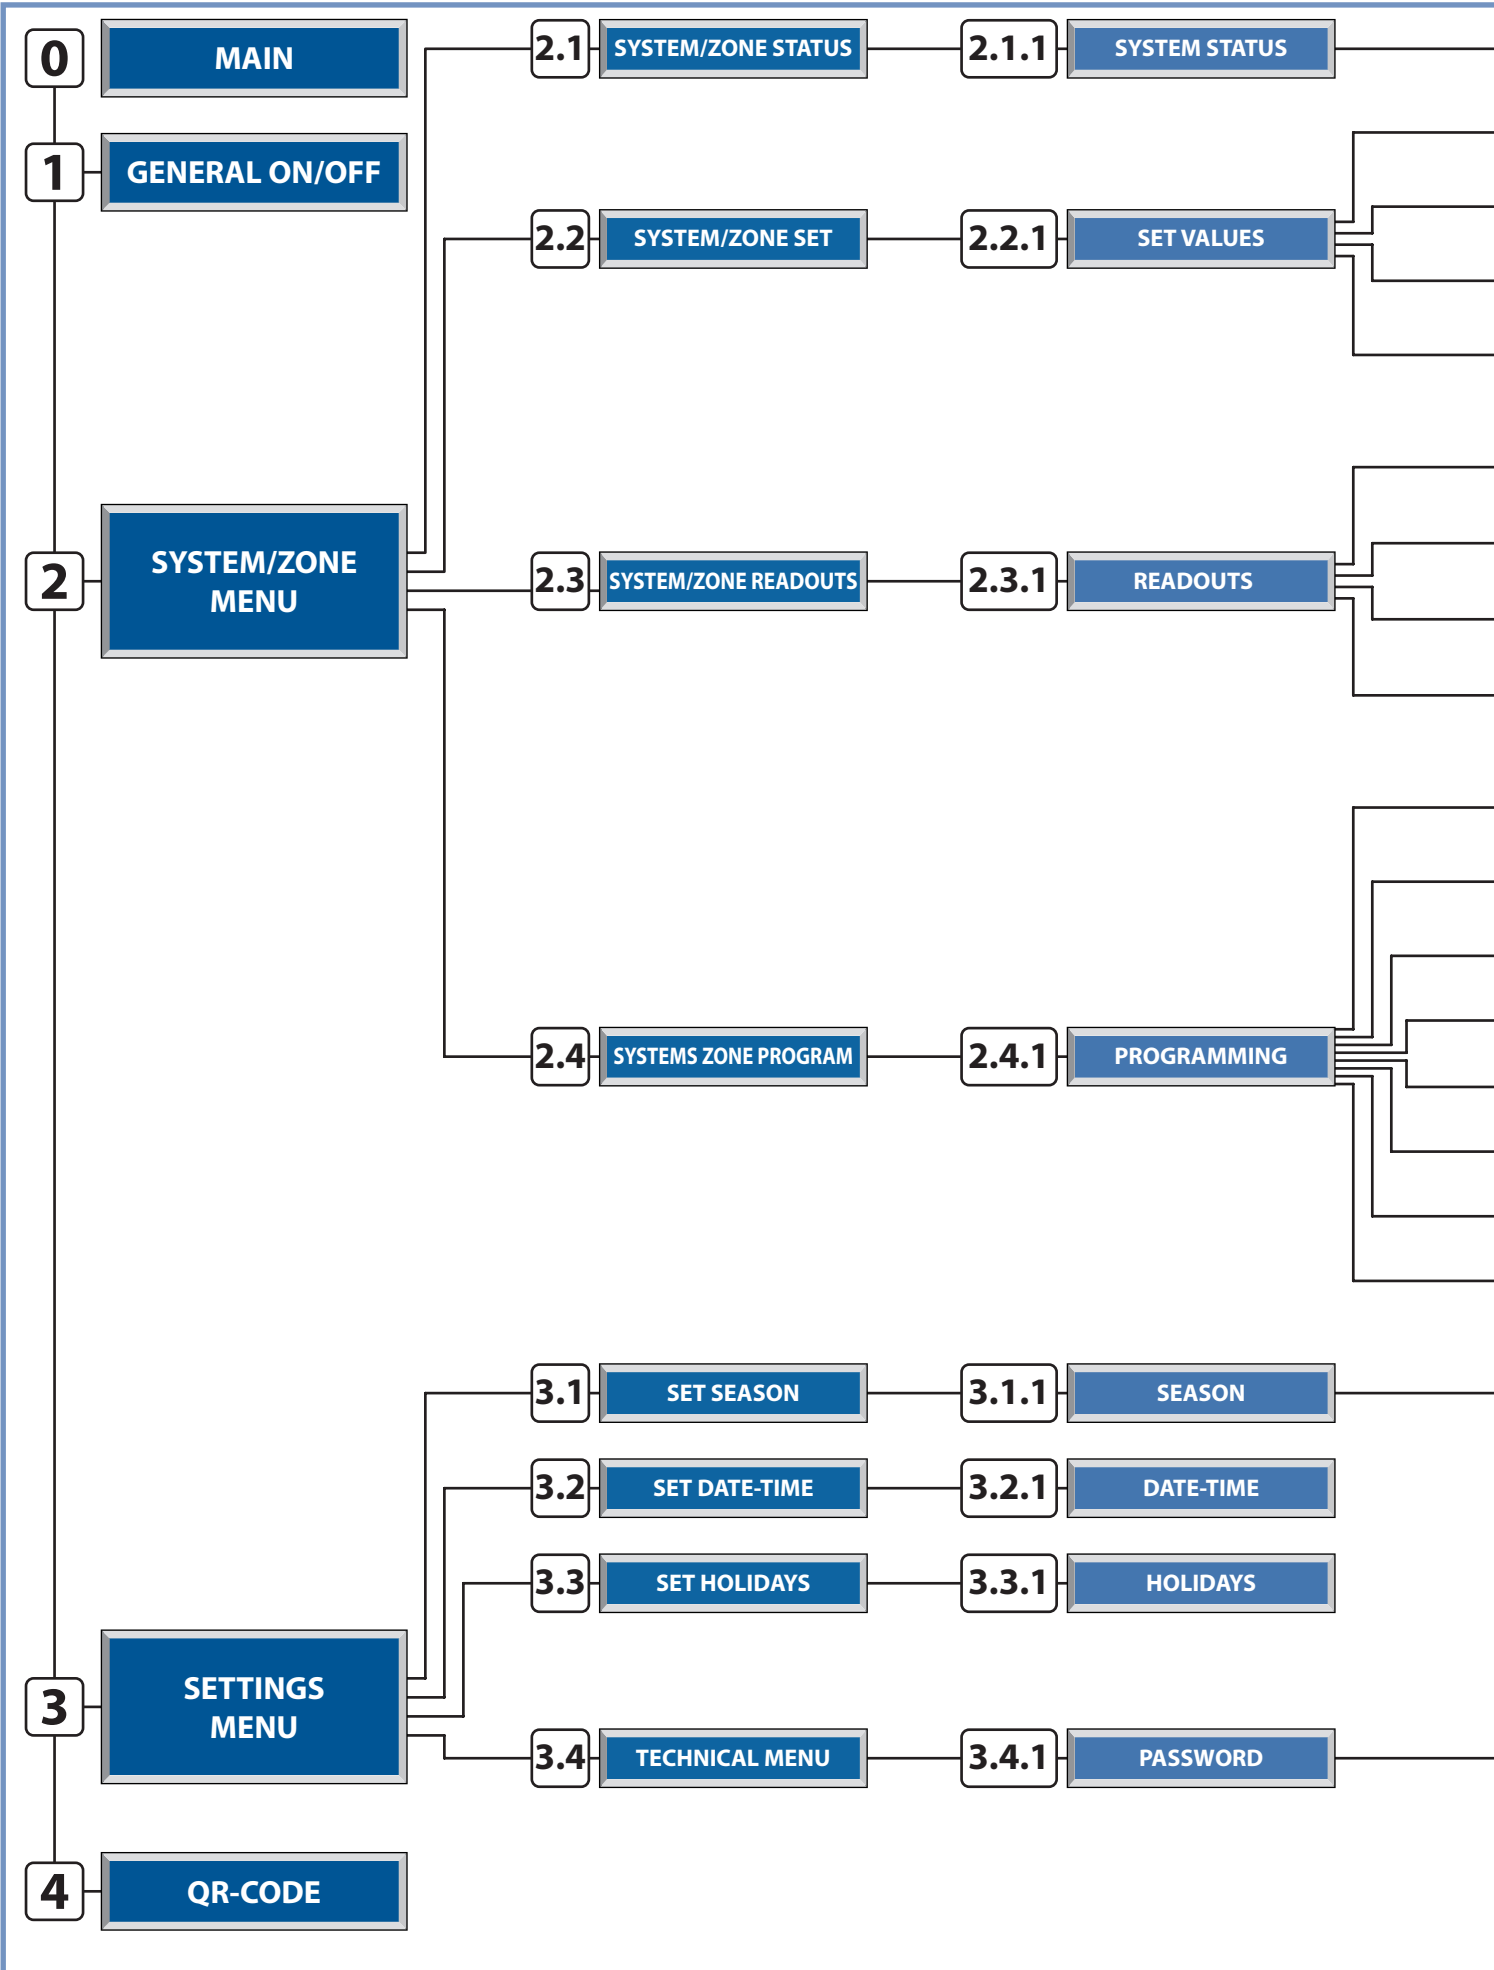 0
MAIN
1
GENERAL ON/OFF
2
SYSTEM/ZONE
MENU
2.1
SYSTEM/ZONE STATUS
2.1.1
SYSTEM STATUS
2.2
SYSTEM/ZONE SET
2.2.1
SET VALUES
2.3
SYSTEM/ZONE READOUTS
2.3.1
READOUTS
2.4
SYSTEMS ZONE PROGRAM
2.4.1
PROGRAMMING
3
SETTINGS
MENU
3.1
SET SEASON
3.1.1
SEASON
3.2
SET DATE-TIME
3.2.1
DATE-TIME
3.3
SET HOLIDAYS
3.3.1
HOLIDAYS
3.4
TECHNICAL MENU
3.4.1
PASSWORD
4
QR-CODE